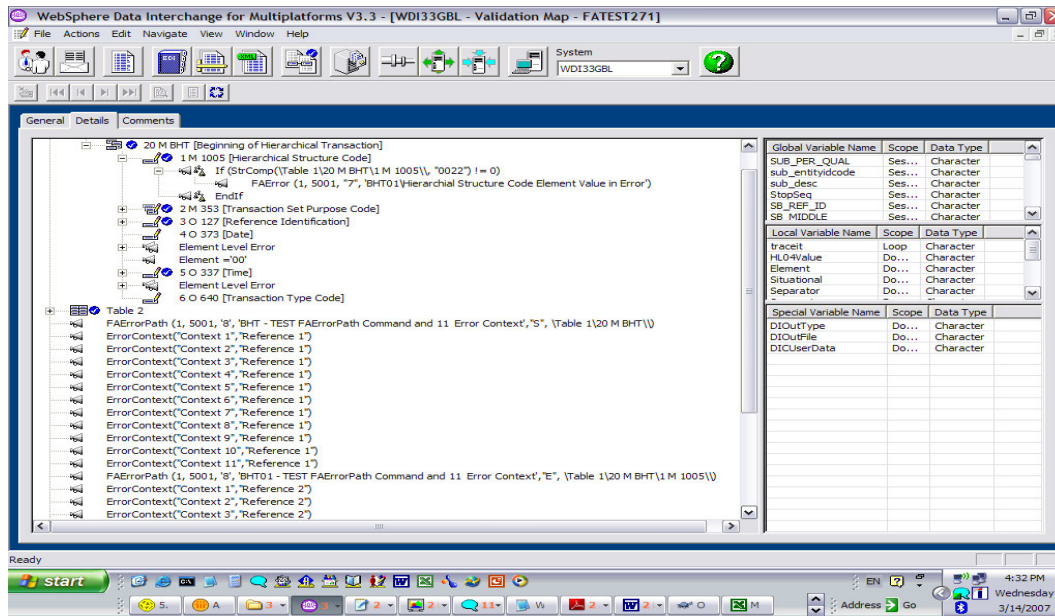 WebSphere Data Interchange for Multiplatforms V3.3 - [WDI33GBL - Validation Map - FATEST271]
File Actions Edit Navigate View Window Help
System
WDI33GBL
General Details Comments
20 M BHT [Beginning of Hierarchical Transaction]
1 M 1005 [Hierarchical Structure Code]
If (StrComp(\Table 1\20 M BHT\1 M 1005\\, "0022") != 0)
FAError (1, 5001, "7", 'BHT01\Hierarchial Structure Code Element Value in Error')
EndIf
2 M 353 [Transaction Set Purpose Code]
3 O 127 [Reference Identification]
4 O 373 [Date]
Element Level Error
Element ='00'
5 O 337 [Time]
Element Level Error
6 O 640 [Transaction Type Code]
Table 2
FAErrorPath (1, 5001, '8', 'BHT - TEST FAErrorPath Command and 11 Error Context',"S", \Table 1\20 M BHT\\)
ErrorContext("Context 1","Reference 1")
ErrorContext("Context 2","Reference 1")
ErrorContext("Context 3","Reference 1")
ErrorContext("Context 4","Reference 1")
ErrorContext("Context 5","Reference 1")
ErrorContext("Context 6","Reference 1")
ErrorContext("Context 7","Reference 1")
ErrorContext("Context 8","Reference 1")
ErrorContext("Context 9","Reference 1")
ErrorContext("Context 10","Reference 1")
ErrorContext("Context 11","Reference 1")
FAErrorPath (1, 5001, '8', 'BHT01 - TEST FAErrorPath Command and 11 Error Context',"E", \Table 1\20 M BHT\1 M 1005\\)
ErrorContext("Context 1","Reference 2")
ErrorContext("Context 2","Reference 2")
ErrorContext("Context 3","Reference 2")
Global Variable Name Scope Data Type
SUB_PER_QUAL Ses... Character
sub_entityidcode Ses... Character
sub_desc Ses... Character
StopSeq Ses... Character
SB_REF_ID Ses... Character
SB MIDDLE Ses... Character
Local Variable Name Scope Data Type
traceit Loop Character
HL04Value Do... Character
Element Do... Character
Situational Do... Character
Separator Do... Character
Special Variable Name Scope Data Type
DIOutType Do... Character
DIOutFile Do... Character
DICUserData Do... Character
Ready
start
EN
4:32 PM
Wednesday
3/14/2007
5. A 3 3 2 2 11 W 2 2 O M
Address Go